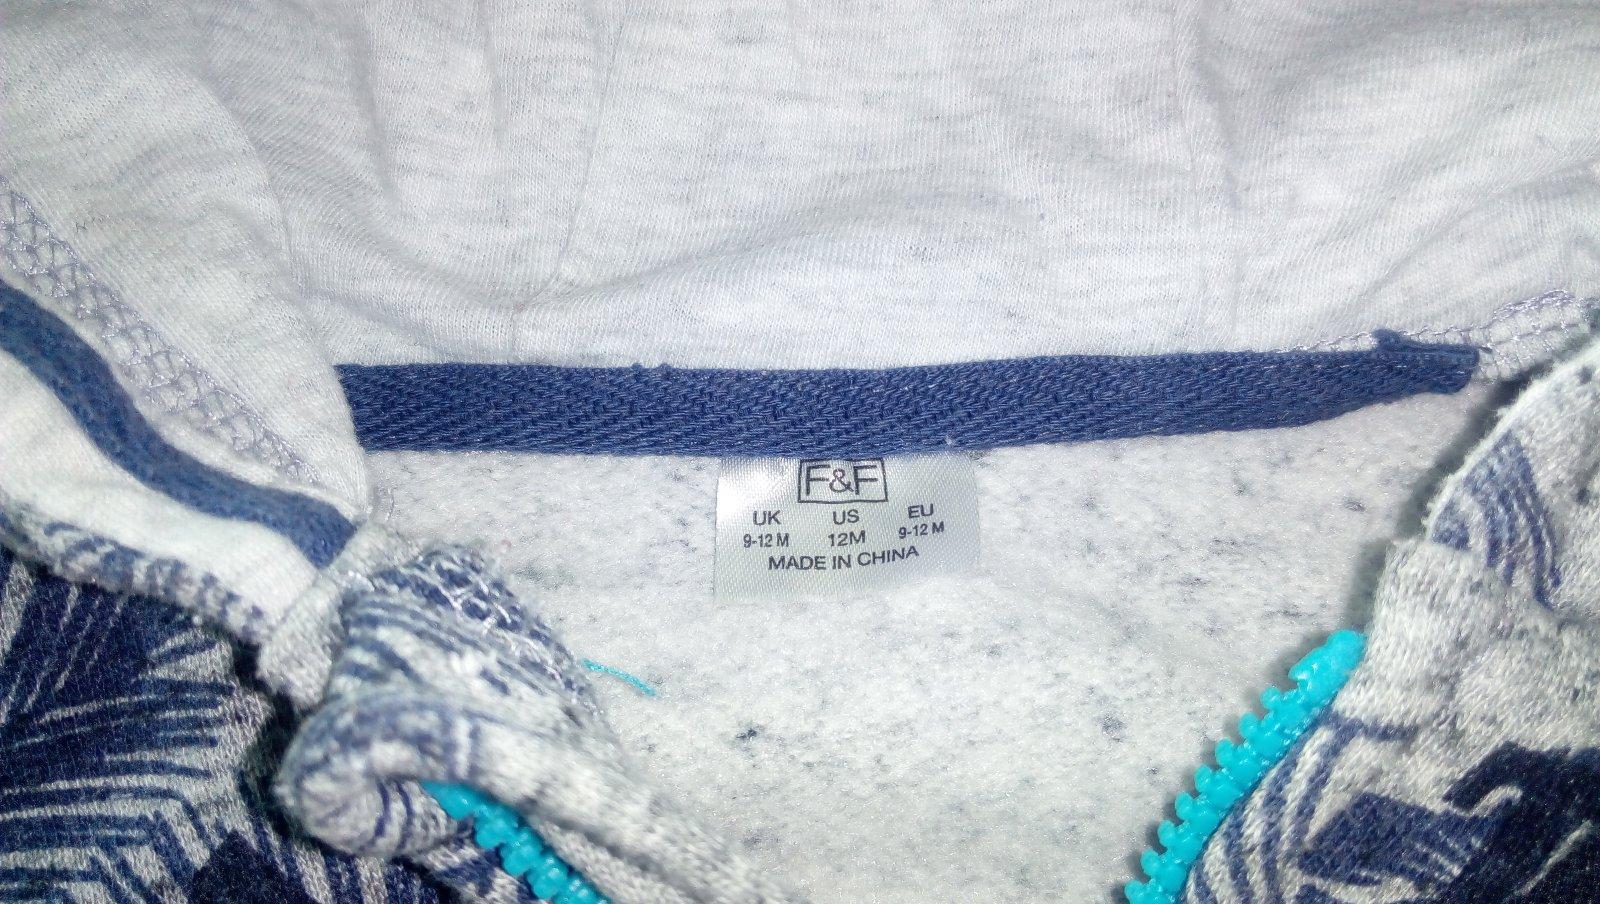 F&F
UK US EU
9-12 M 12M 9-12 M
MADE IN CHINA